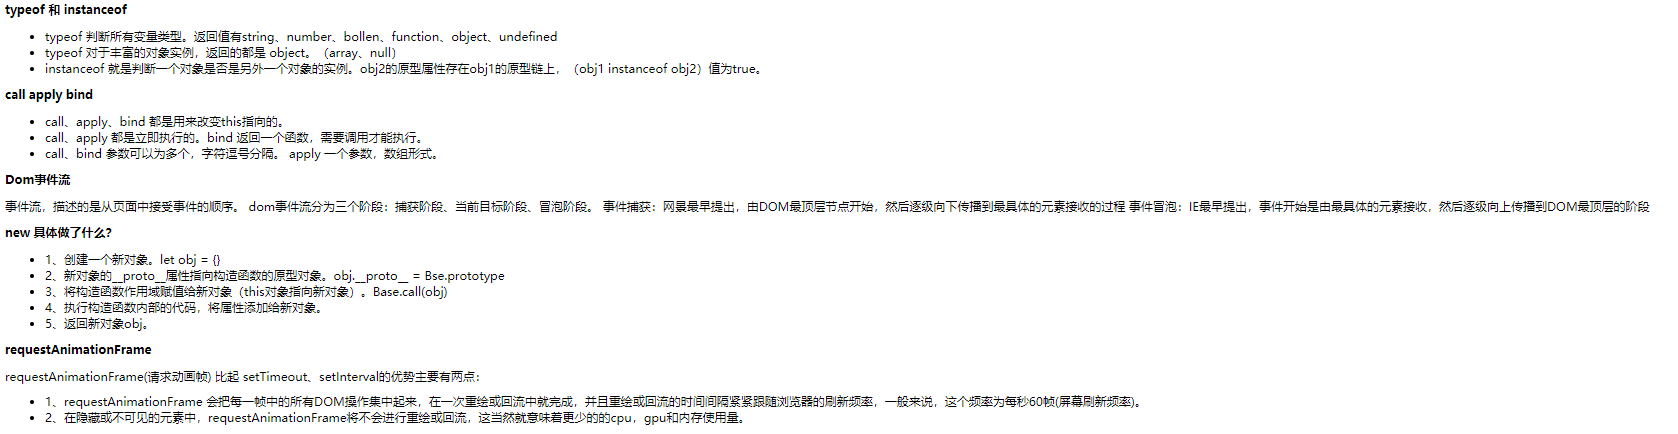 typeof 和 instanceof
typeof 判断所有变量类型。返回值有string、number、bollen、function、object、undefined
typeof 对于丰富的对象实例，返回的都是 object。（array、null）
instanceof 就是判断一个对象是否是另外一个对象的实例。obj2的原型属性存在obj1的原型链上，（obj1 instanceof obj2）值为true。
call apply bind
call、apply、bind 都是用来改变this指向的。
call、apply 都是立即执行的。bind 返回一个函数，需要调用才能执行。
call、bind 参数可以为多个，字符逗号分隔。 apply 一个参数，数组形式。
Dom事件流
事件流，描述的是从页面中接受事件的顺序。 dom事件流分为三个阶段：捕获阶段、当前目标阶段、冒泡阶段。 事件捕获：网景最早提出，由DOM最顶层节点开始，然后逐级向下传播到最具体的元素接收的过程 事件冒泡：IE最早提出，事件开始是由最具体的元素接收，然后逐级向上传播到DOM最顶层的阶段
new 具体做了什么?
1、创建一个新对象。let obj = {}
2、新对象的__proto__属性指向构造函数的原型对象。obj.__proto__ = Bse.prototype
3、将构造函数作用域赋值给新对象（this对象指向新对象）。Base.call(obj)
4、执行构造函数内部的代码，将属性添加给新对象。
5、返回新对象obj。
requestAnimationFrame
requestAnimationFrame(请求动画帧) 比起 setTimeout、setInterval的优势主要有两点：
1、requestAnimationFrame 会把每一帧中的所有DOM操作集中起来，在一次重绘或回流中就完成，并且重绘或回流的时间间隔紧紧跟随浏览器的刷新频率，一般来说，这个频率为每秒60帧(屏幕刷新频率)。
2、在隐藏或不可见的元素中，requestAnimationFrame将不会进行重绘或回流，这当然就意味着更少的的cpu，gpu和内存使用量。